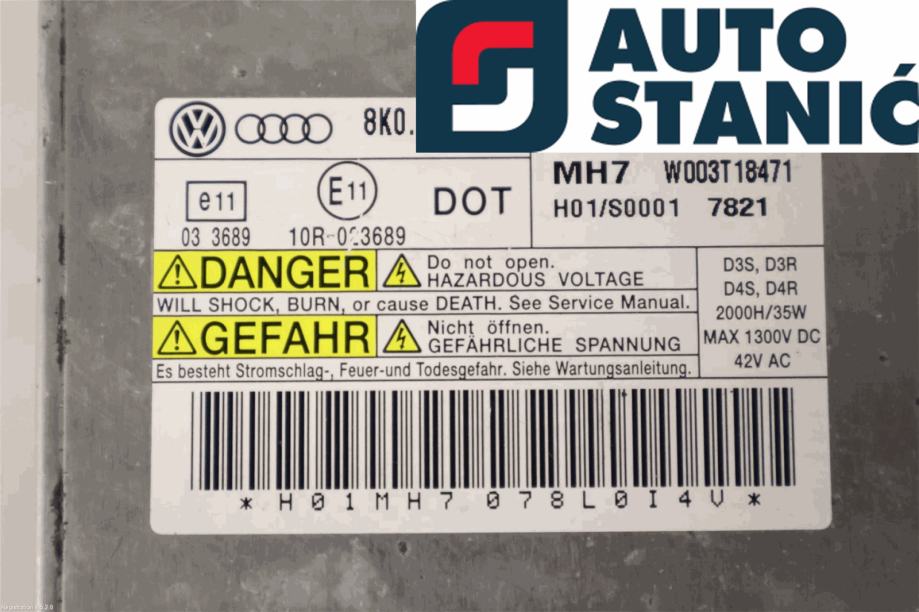 AUTO
STANIĆ
8K0.
MH7 W003T18471
H01/S0001 7821
e11
E11
DOT
03 3689 10R-023689
DANGER
Do not open.
HAZARDOUS VOLTAGE
WILL SHOCK, BURN, or cause DEATH. See Service Manual.
GEFAHR
Nicht öffnen.
GEFÄHRLICHE SPANNUNG
Es besteht Stromschlag-, Feuer-und Todesgefahr. Siehe Wartungsanleitung.
D3S, D3R
D4S, D4R
2000H/35W
MAX 1300V DC
42V AC
*H01MH7078L0I4V*